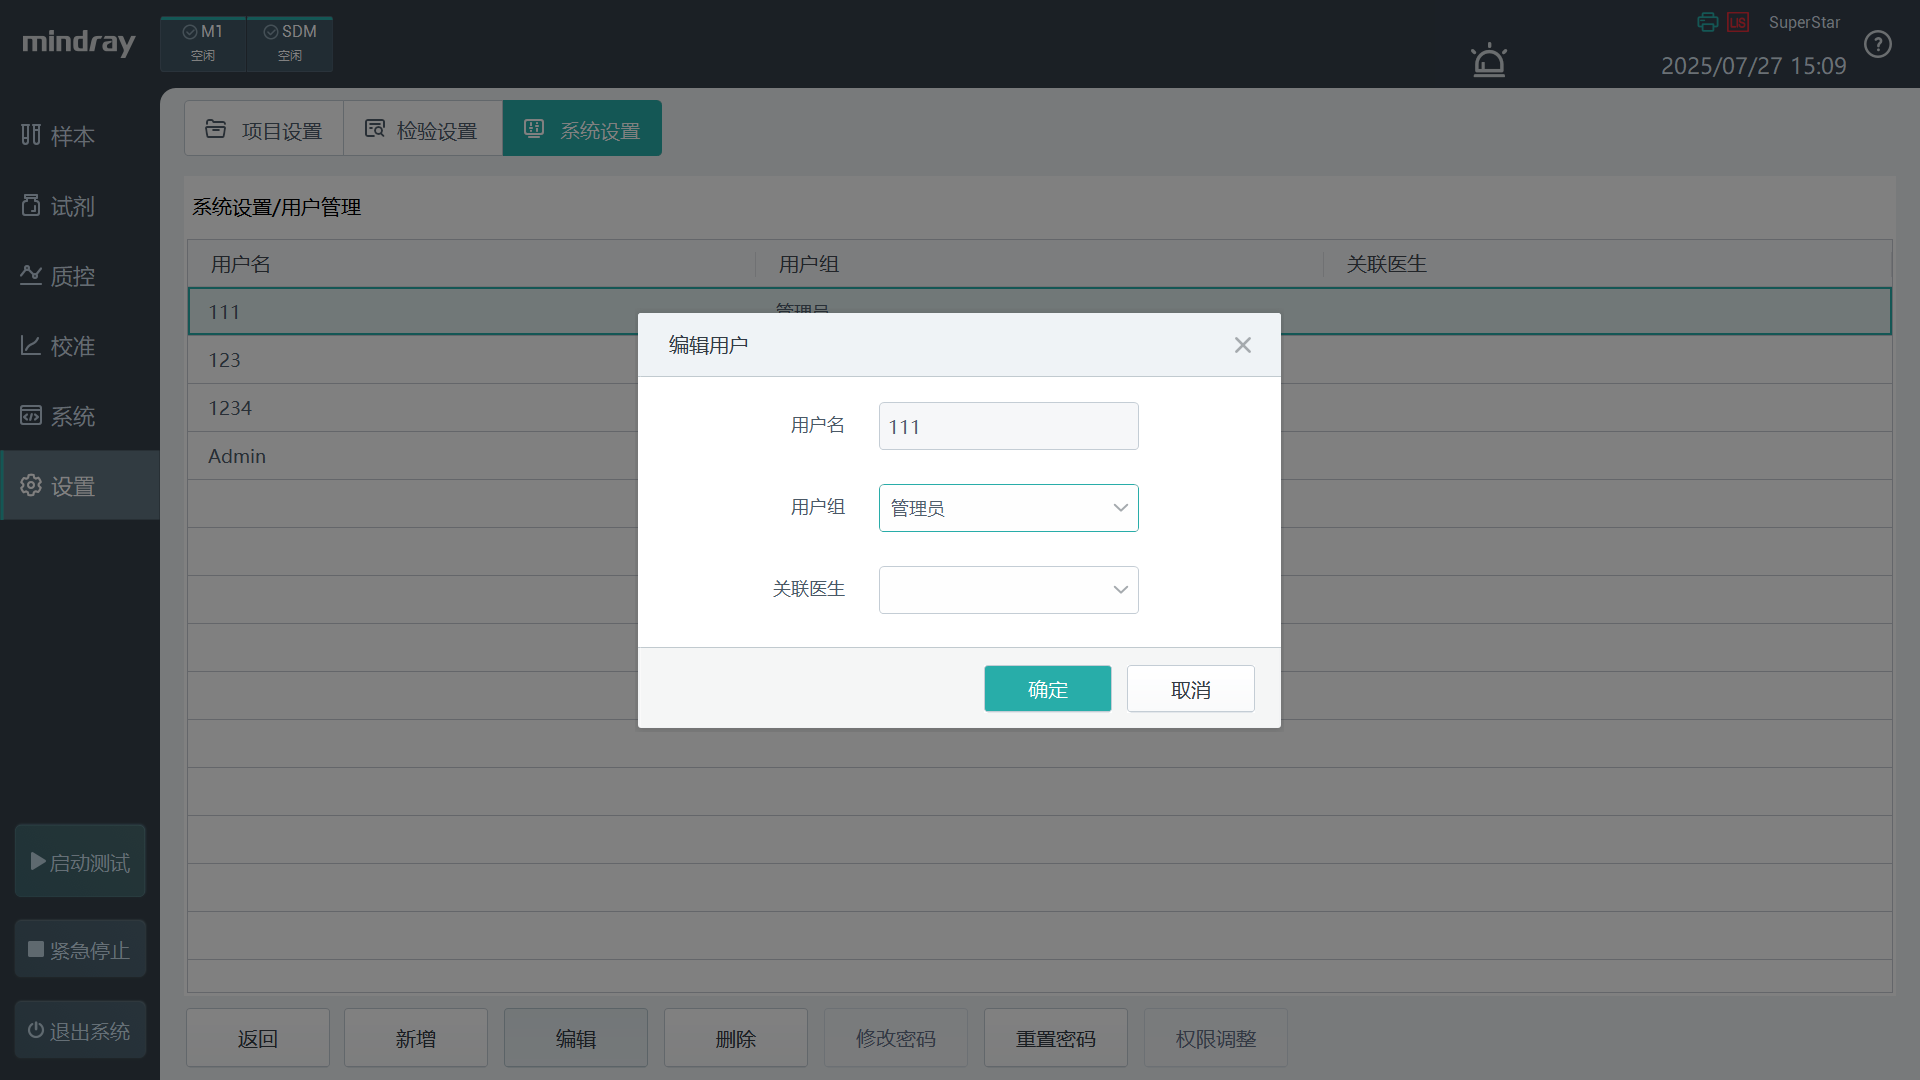 mindray
M1
空闲
SDM
空闲
LIS
SuperStar
2025/07/27 15:09
样本
试剂
质控
校准
系统
设置
启动测试
紧急停止
退出系统
项目设置
检验设置
系统设置
系统设置/用户管理
用户名
用户组
关联医生
111
管理员
123
1234
Admin
编辑用户
用户名
111
用户组
管理员
关联医生
确定
取消
返回
新增
编辑
删除
修改密码
重置密码
权限调整